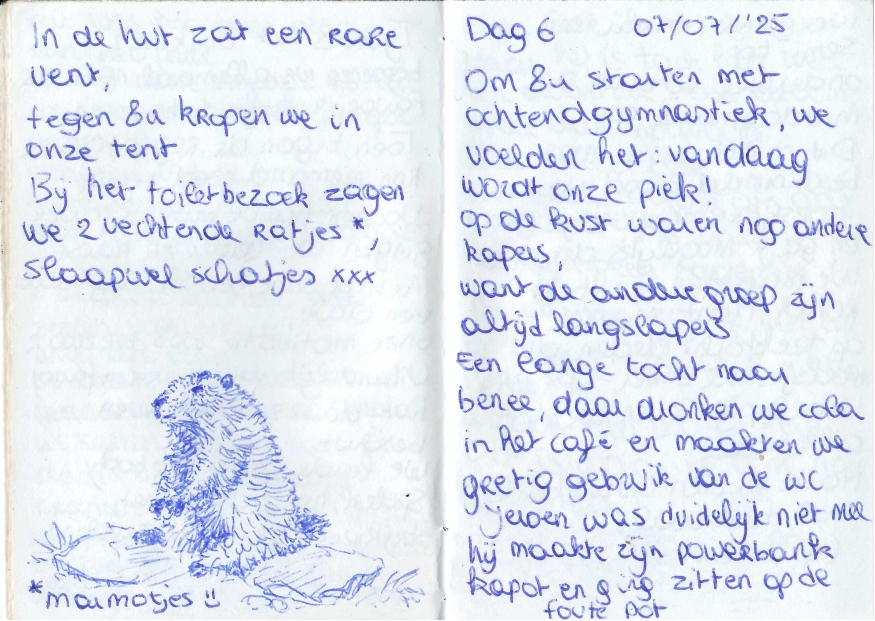 In de hut zat een rare
vent,
tegen 8u kropen we in
onze tent
Bij het toiletbezoek zagen
we 2 vechtende ratjes*,
slaapwel schatjes xxx
*marmotjes ü
Dag 6 07/07/'25
Om 8u starten met
ochtendgymnastiek, we
voelden het, vandaag
wordt onze piek!
op de kust waren nog andere
kapers,
want de andere groep zijn
altijd langslapers
Een lange tocht naar
benee, daar dronken we cola
in het café en maakten we
gretig gebruik van de wc
jeroen was duidelijk niet mee
hij maakte zijn powerbank
kapot en ging zitten op de
foute pot